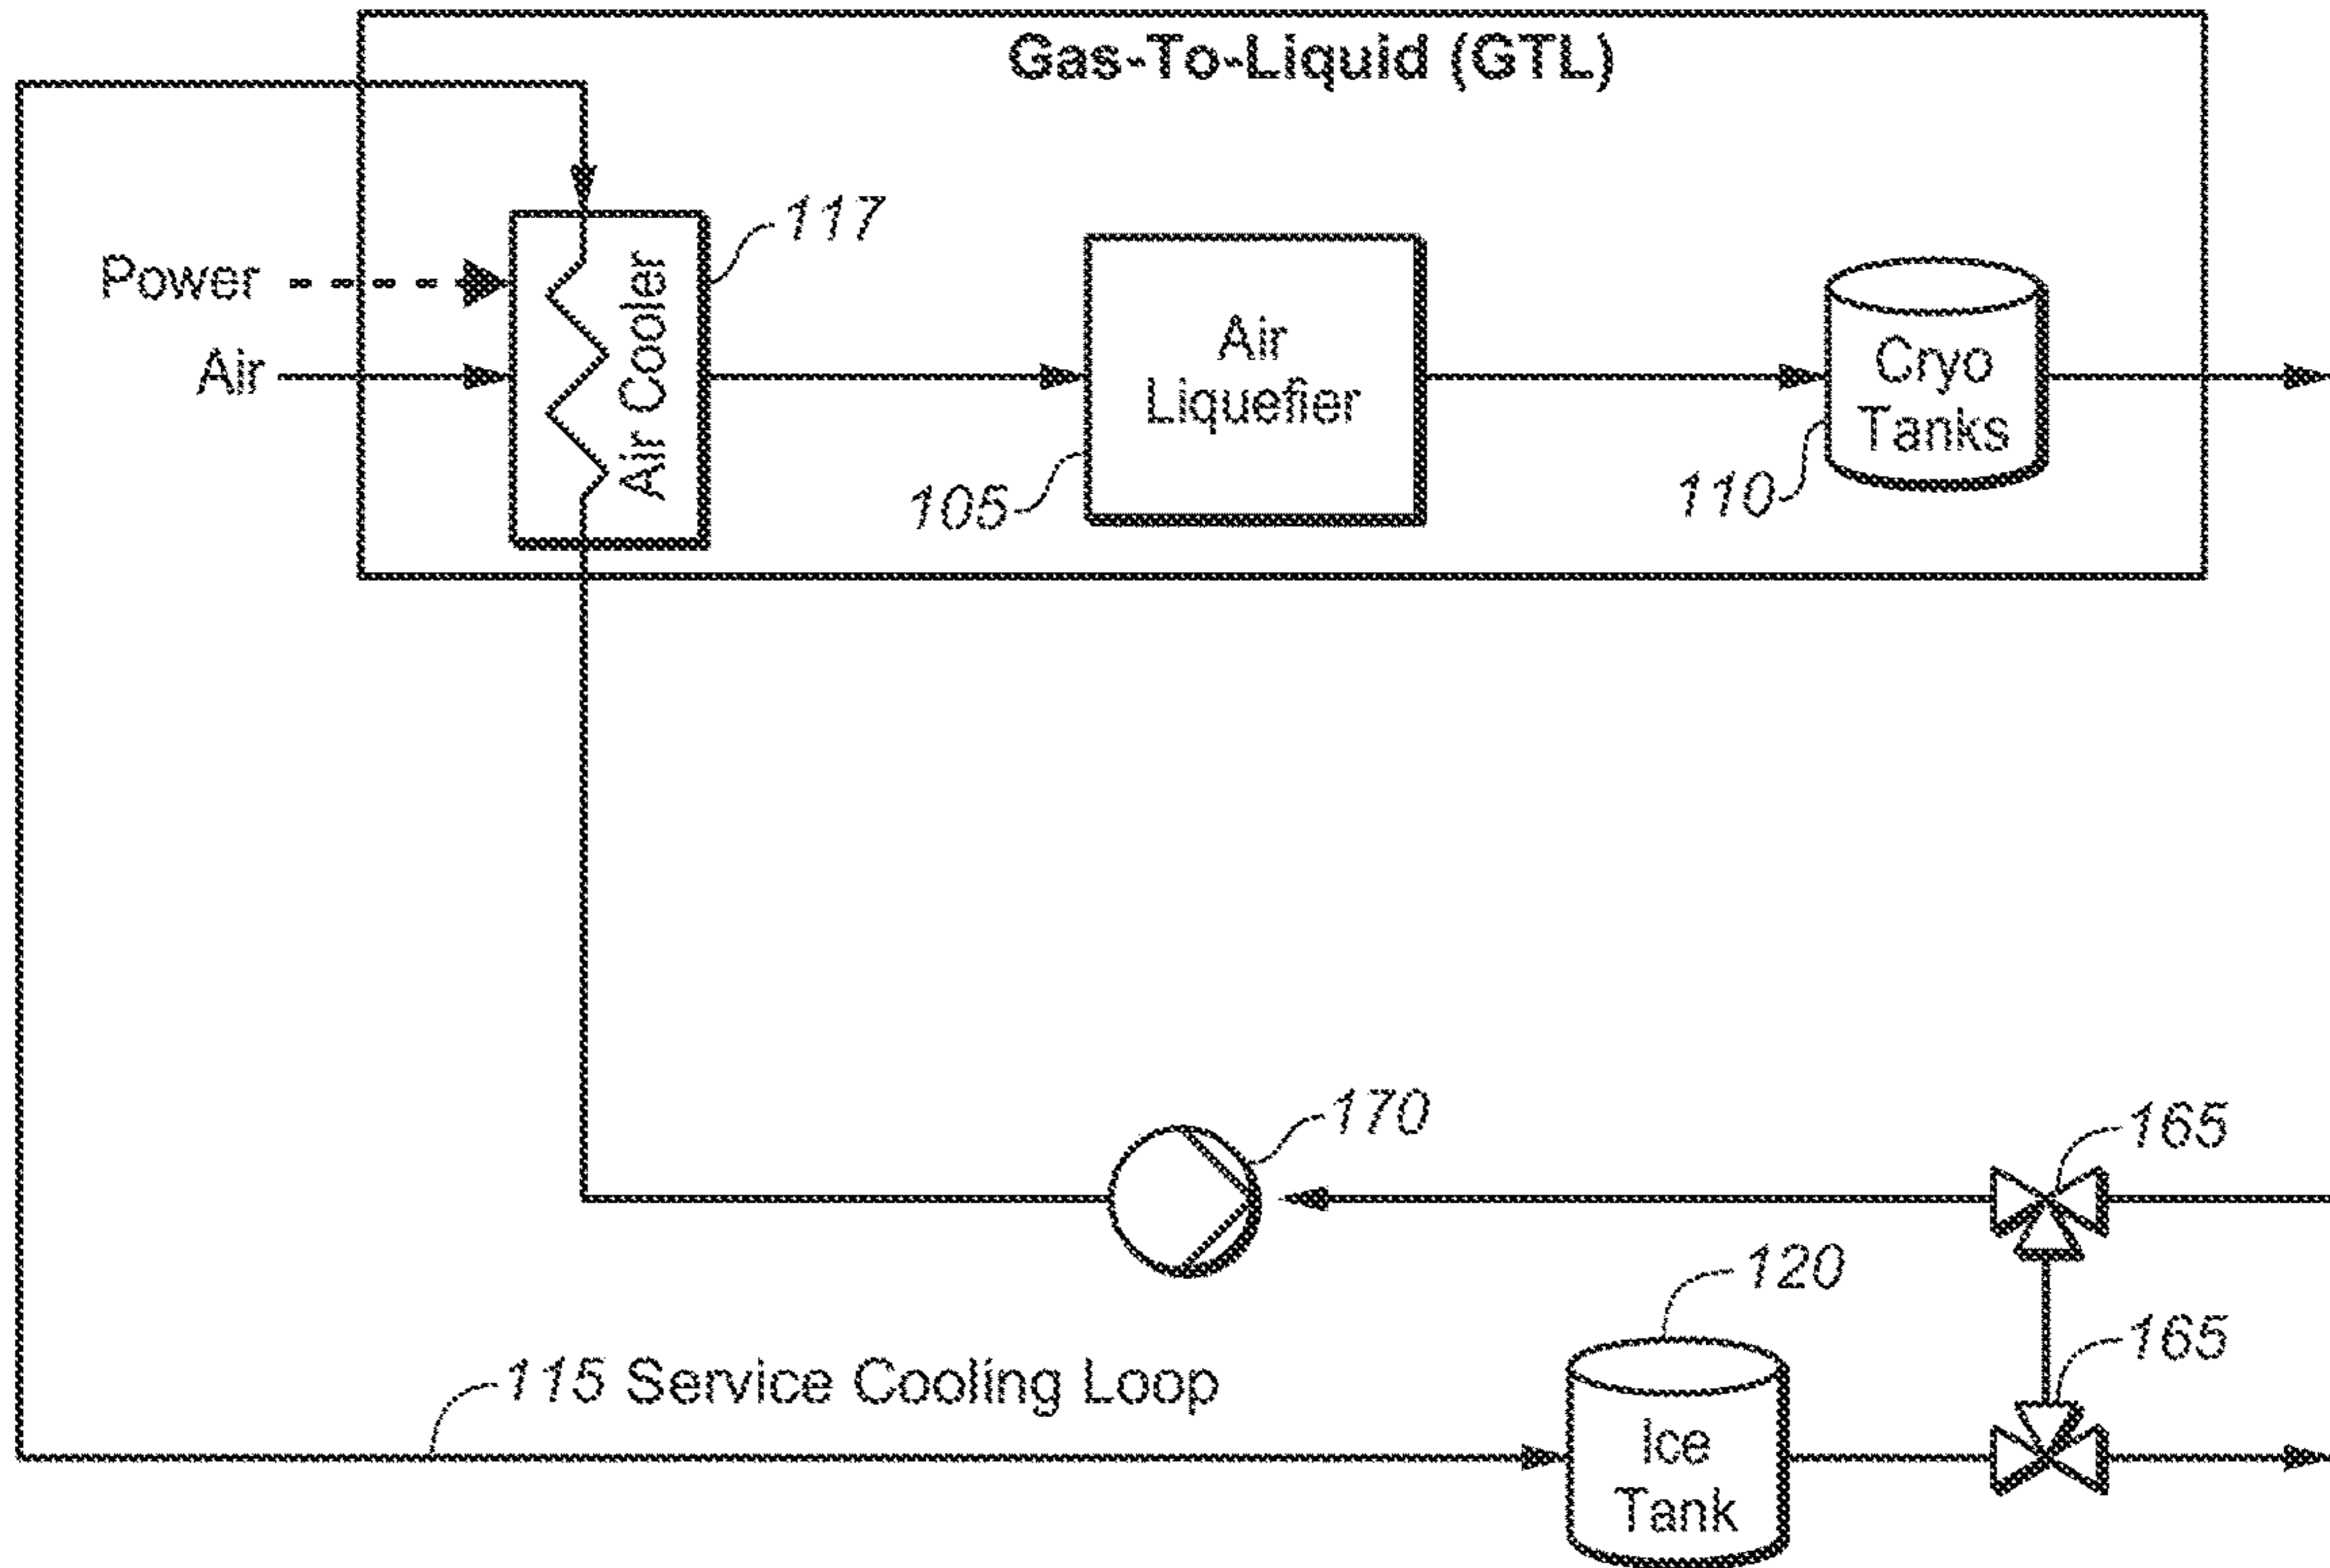 Gas-To-Liquid (GTL)
117
Power
Air
Air Cooler
Air
Liquefier
105
Cryo
Tanks
110
170
165
120
165
115 Service Cooling Loop
Ice
Tank